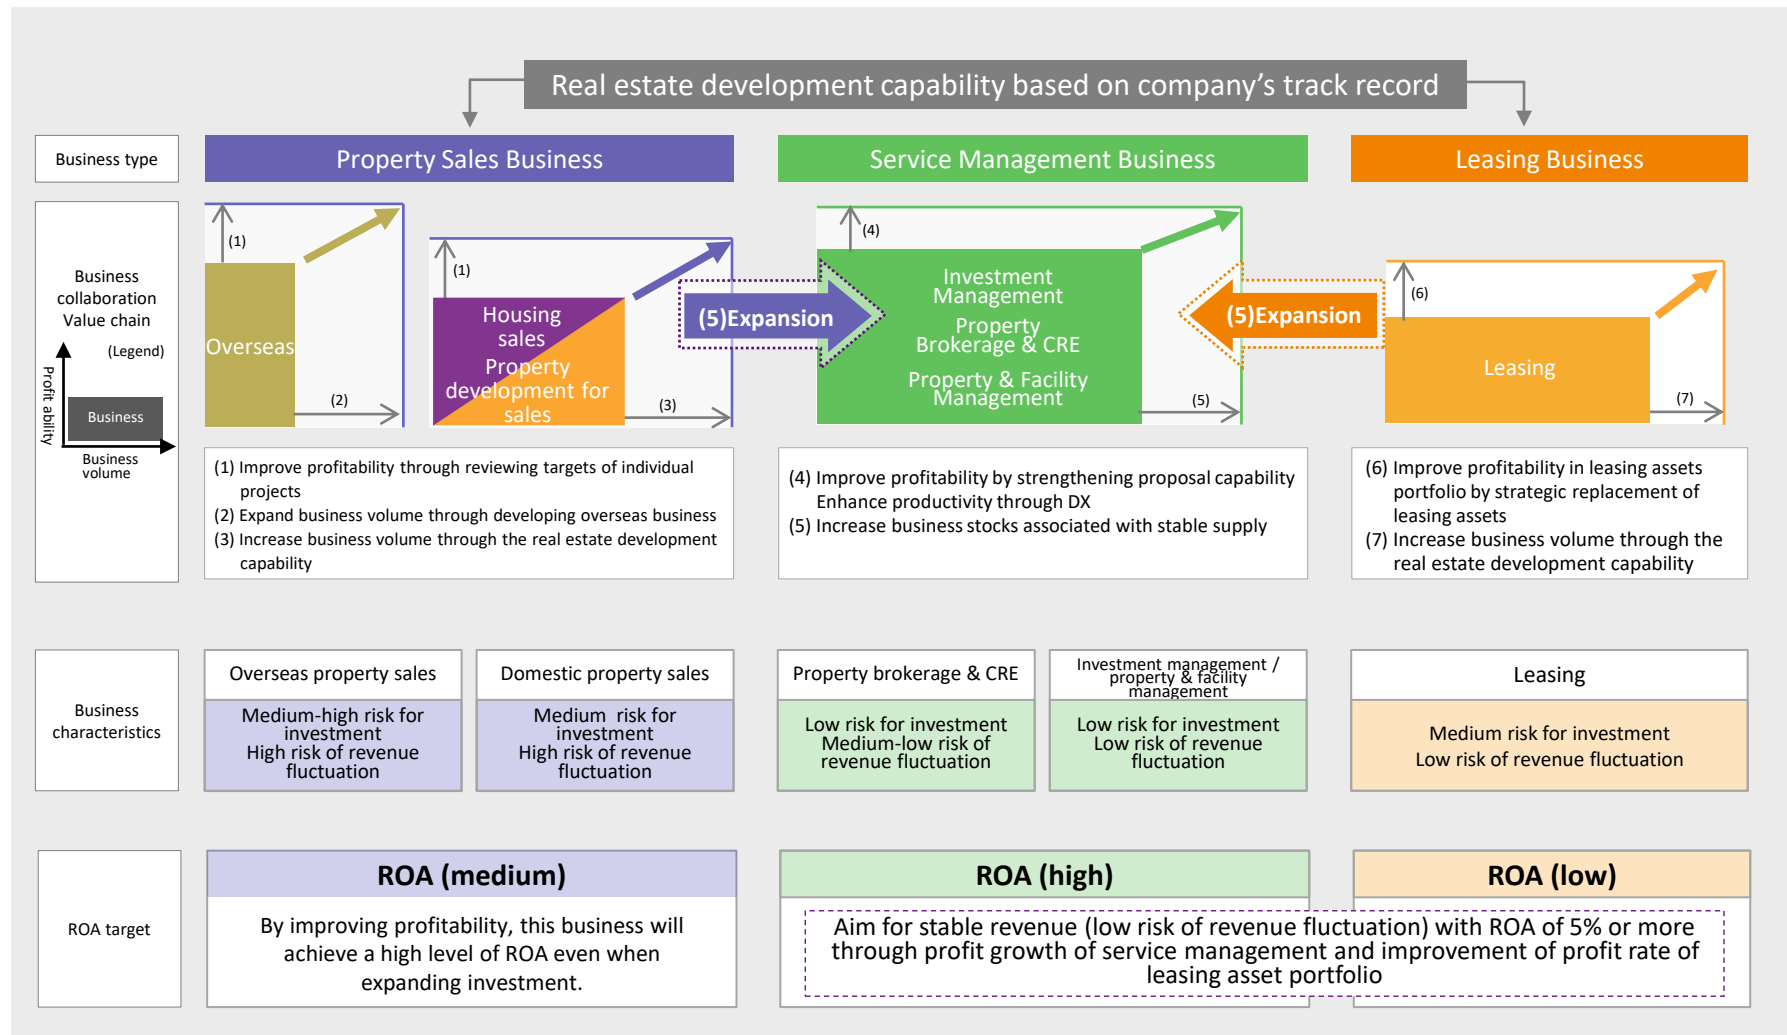 Real estate development capability based on company's track record
Business type
Property Sales Business
Service Management Business
Leasing Business
Business
collaboration
Value chain
(Legend)
Profit ability
Business
Business
volume
(1)
Overseas
(2)
(1)
Housing
sales
Property
development for
sales
(3)
(5)Expansion
(4)
Investment
Management
Property
Brokerage & CRE
Property & Facility
Management
(5)
(5)Expansion
(6)
Leasing
(7)
(1) Improve profitability through reviewing targets of individual
projects
(2) Expand business volume through developing overseas business
(3) Increase business volume through the real estate development
capability
(4) Improve profitability by strengthening proposal capability
Enhance productivity through DX
(5) Increase business stocks associated with stable supply
(6) Improve profitability in leasing assets
portfolio by strategic replacement of
leasing assets
(7) Increase business volume through the
real estate development capability
Business
characteristics
Overseas property sales
Medium-high risk for
investment
High risk of revenue
fluctuation
Domestic property sales
Medium  risk for
investment
High risk of revenue
fluctuation
Property brokerage & CRE
Low risk for investment
Medium-low risk of
revenue fluctuation
Investment management /
property & facility
management
Low risk for investment
Low risk of revenue
fluctuation
Leasing
Medium risk for investment
Low risk of revenue fluctuation
ROA target
ROA (medium)
By improving profitability, this business will
achieve a high level of ROA even when
expanding investment.
ROA (high)
ROA (low)
Aim for stable revenue (low risk of revenue fluctuation) with ROA of 5% or more
through profit growth of service management and improvement of profit rate of
leasing asset portfolio